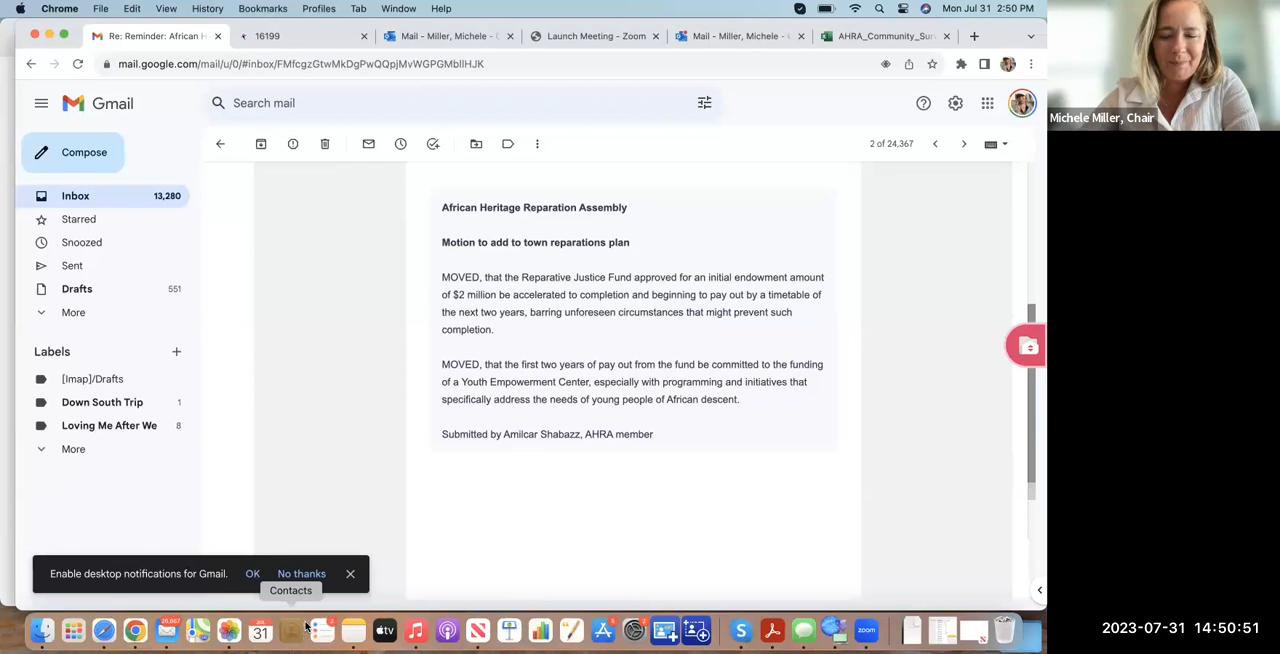 Chrome File Edit View History Bookmarks Profiles Tab Window Help Mon Jul 31 2:50 PM
Re: Reminder: African H 16199 Mail - Miller, Michele - Launch Meeting - Zoom Mail - Miller, Michele - AHRA_Community_Sur
mail.google.com/mail/u/0/#inbox/
Gmail
Search mail
Compose
2 of 24,367
Inbox 13,280
Starred
Snoozed
Sent
Drafts 551
More
Labels
[Imap]/Drafts
Down South Trip 1
Loving Me After We 8
More
African Heritage Reparation Assembly
Motion to add to town reparations plan
MOVED, that the Reparative Justice Fund approved for an initial endowment amount
of $2 million be accelerated to completion and beginning to pay out by a timetable of
the next two years, barring unforeseen circumstances that might prevent such
completion.
MOVED, that the first two years of pay out from the fund be committed to the funding
of a Youth Empowerment Center, especially with programming and initiatives that
specifically address the needs of young people of African descent.
Submitted by Amilcar Shabazz, AHRA member
Enable desktop notifications for Gmail. OK No thanks
Contacts
JUL
31
tv
zoom
Michele Miller, Chair
2023-07-31 14:50:51